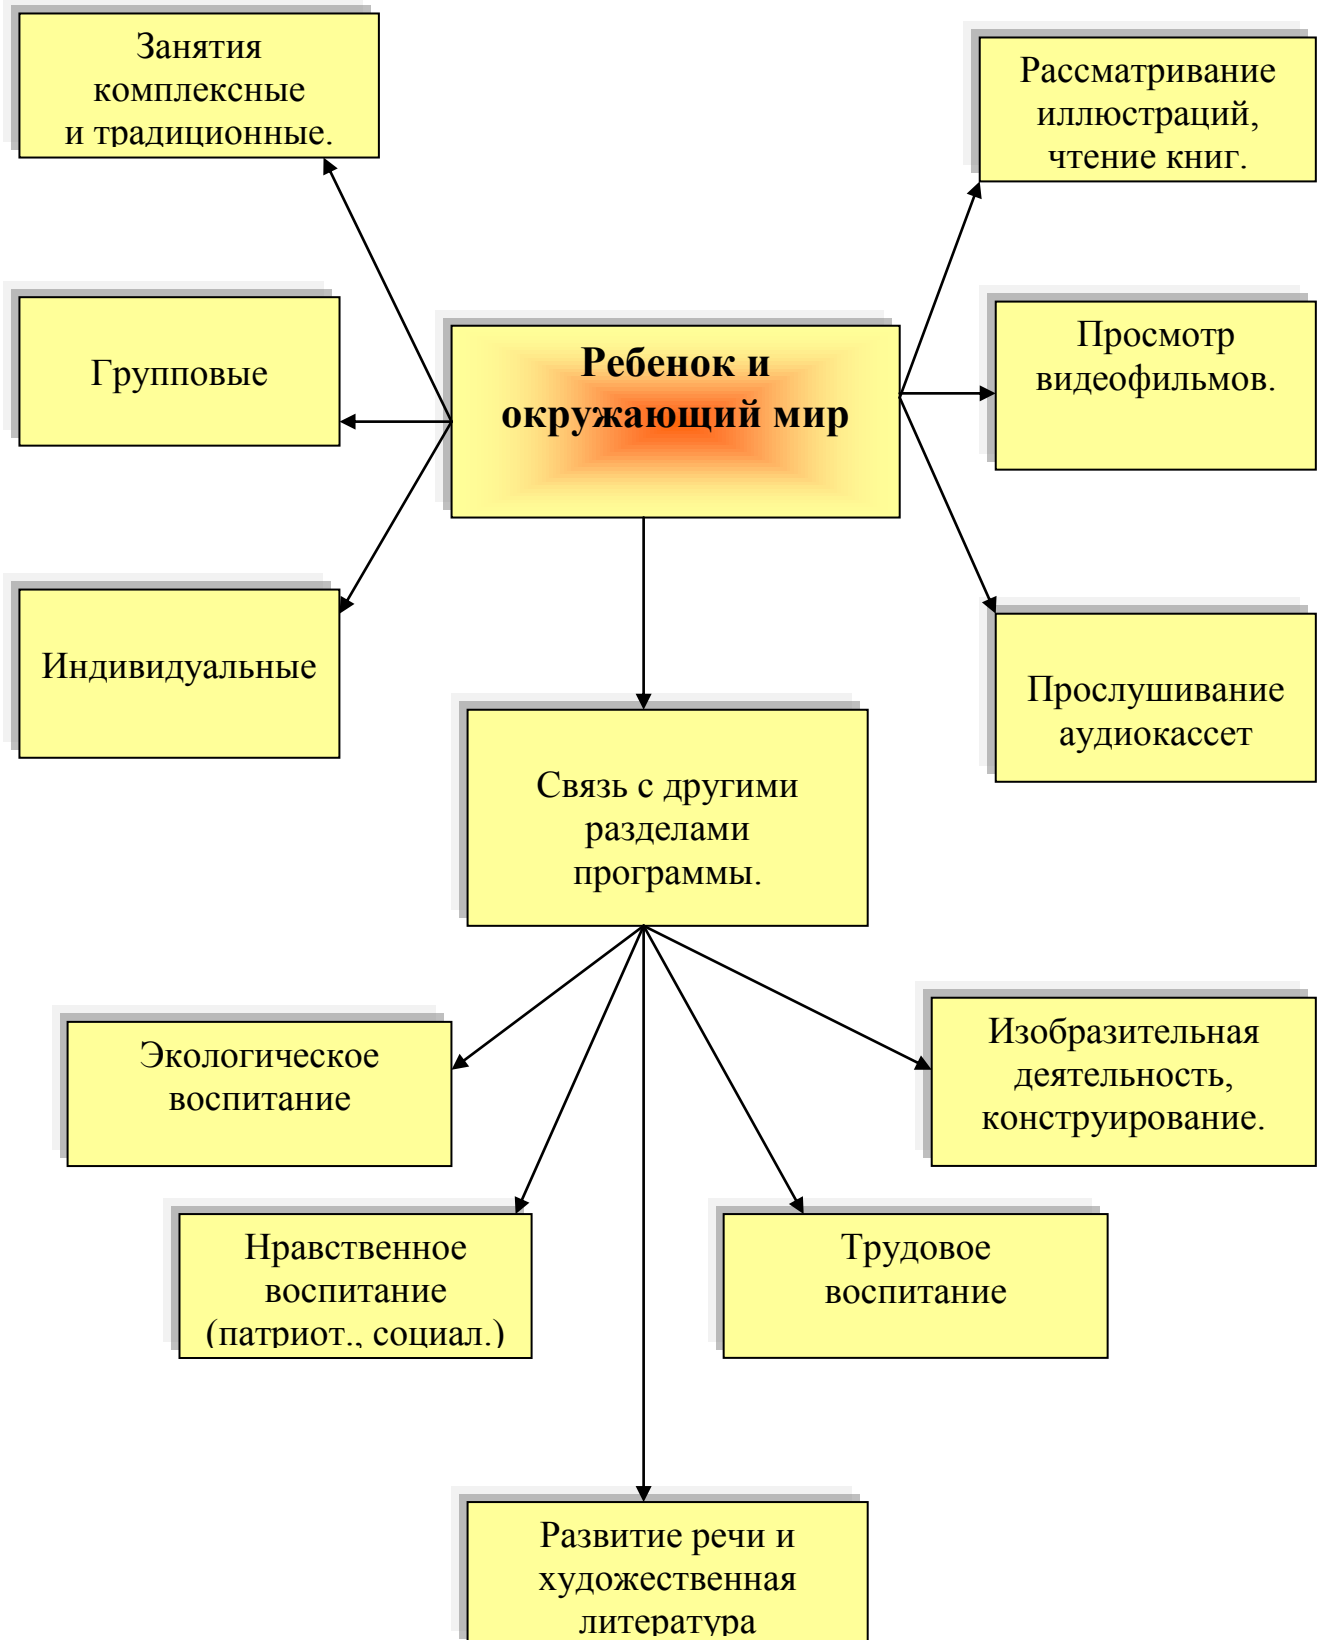 Занятия
комплексные
и традиционные.
Рассматривание
иллюстраций,
чтение книг.
Групповые
Ребенок и
окружающий мир
Просмотр
видеофильмов.
Индивидуальные
Прослушивание
аудиокассет
Связь с другими
разделами
программы.
Экологическое
воспитание
Изобразительная
деятельность,
конструирование.
Нравственное
воспитание
(патриот., социал.)
Трудовое
воспитание
Развитие речи и
художественная
литература